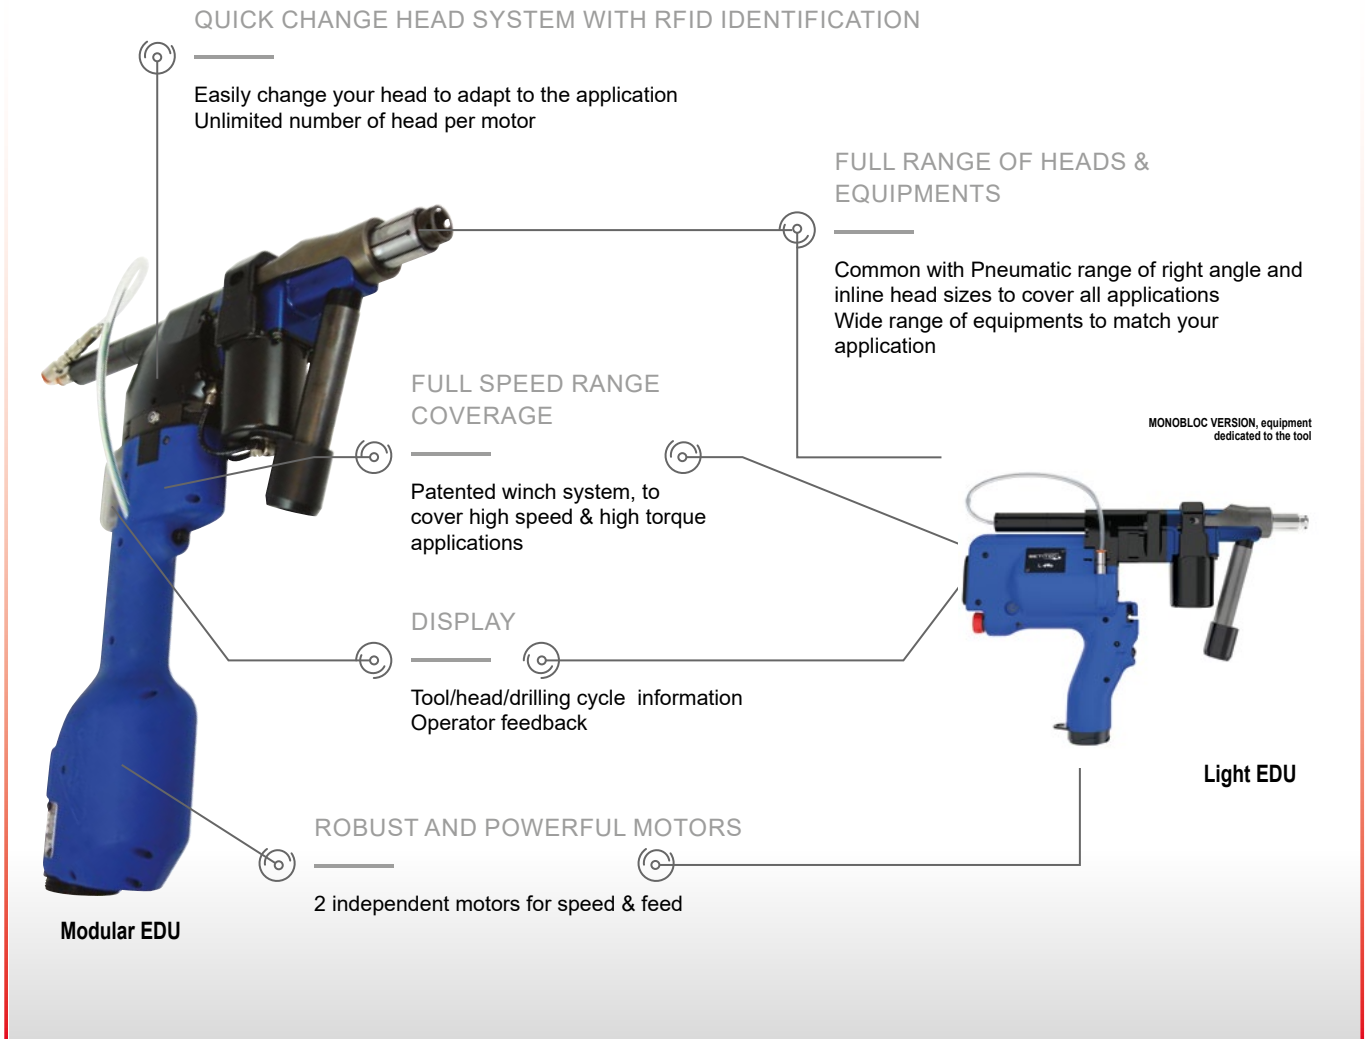 QUICK CHANGE HEAD SYSTEM WITH RFID IDENTIFICATION
Easily change your head to adapt to the application
Unlimited number of head per motor
FULL RANGE OF HEADS &
EQUIPMENTS
Common with Pneumatic range of right angle and
inline head sizes to cover all applications
Wide range of equipments to match your
application
FULL SPEED RANGE
COVERAGE
Patented winch system, to
cover high speed & high torque
applications
MONOBLOC VERSION, equipment
dedicated to the tool
DISPLAY
Tool/head/drilling cycle  information
Operator feedback
Light EDU
ROBUST AND POWERFUL MOTORS
2 independent motors for speed & feed
Modular EDU